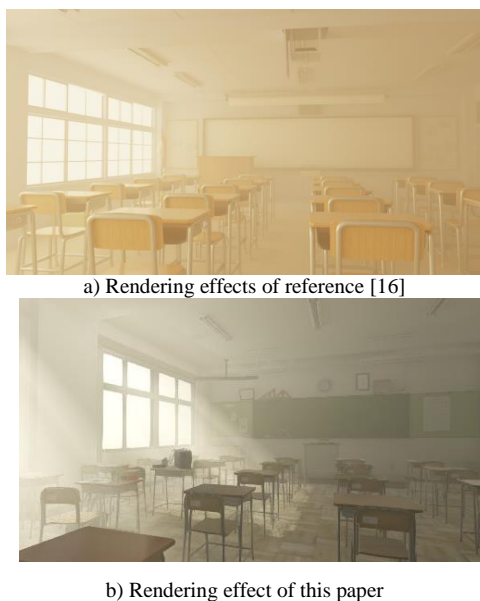 a) Rendering effects of reference [16]
b) Rendering effect of this paper